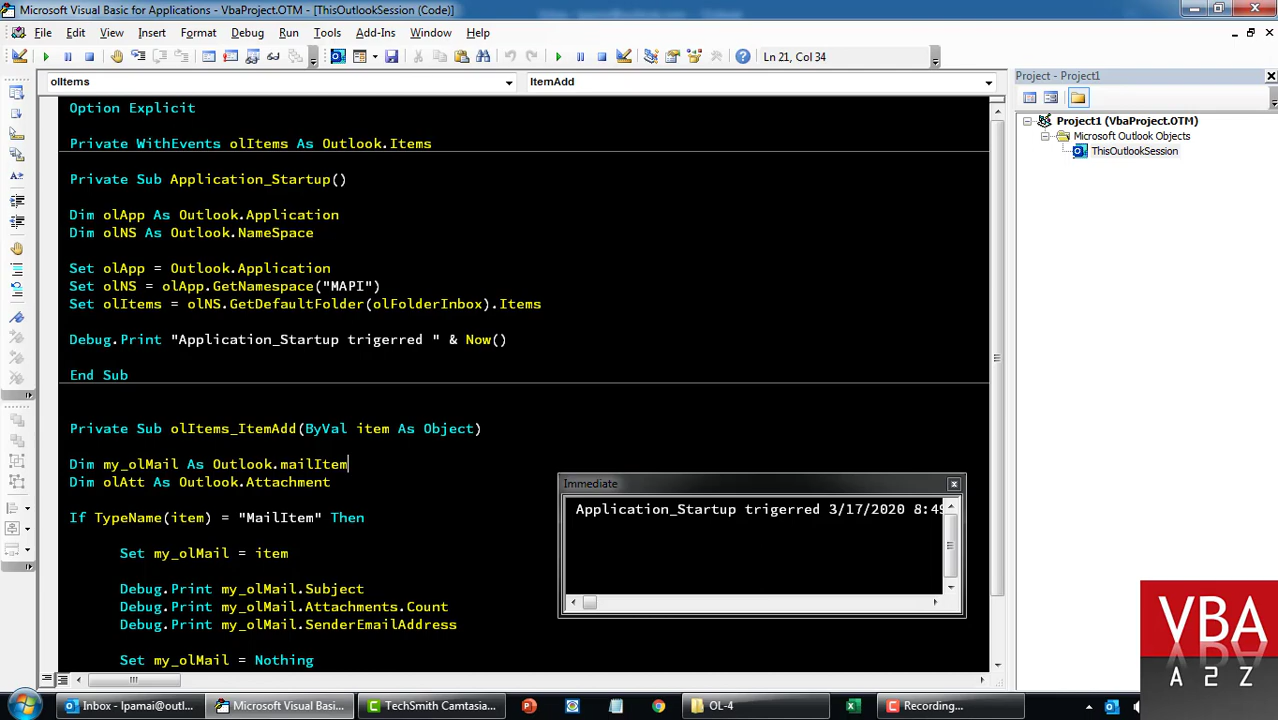 Microsoft Visual Basic for Applications - VbaProject.OTM - [ThisOutlookSession (Code)]
File Edit View Insert Format Debug Run Tools Add-Ins Window Help
Ln 21, Col 34
olItems
ItemAdd
Option Explicit
Private WithEvents olItems As Outlook.Items
Private Sub Application_Startup()
Dim olApp As Outlook.Application
Dim olNS As Outlook.NameSpace
Set olApp = Outlook.Application
Set olNS = olApp.GetNamespace("MAPI")
Set olItems = olNS.GetDefaultFolder(olFolderInbox).Items
Debug.Print "Application_Startup trigerred " & Now()
End Sub
Private Sub olItems_ItemAdd(ByVal item As Object)
Dim my_olMail As Outlook.mailItem
Dim olAtt As Outlook.Attachment
If TypeName(item) = "MailItem" Then
Set my_olMail = item
Debug.Print my_olMail.Subject
Debug.Print my_olMail.Attachments.Count
Debug.Print my_olMail.SenderEmailAddress
Set my_olMail = Nothing
Immediate
Application_Startup trigerred 3/17/2020 8:49
Project - Project1
Project1 (VbaProject.OTM)
Microsoft Outlook Objects
ThisOutlookSession
VBA
A 2 Z
Inbox - lpamai@outl...
Microsoft Visual Basi...
TechSmith Camtasia...
OL-4
Recording...